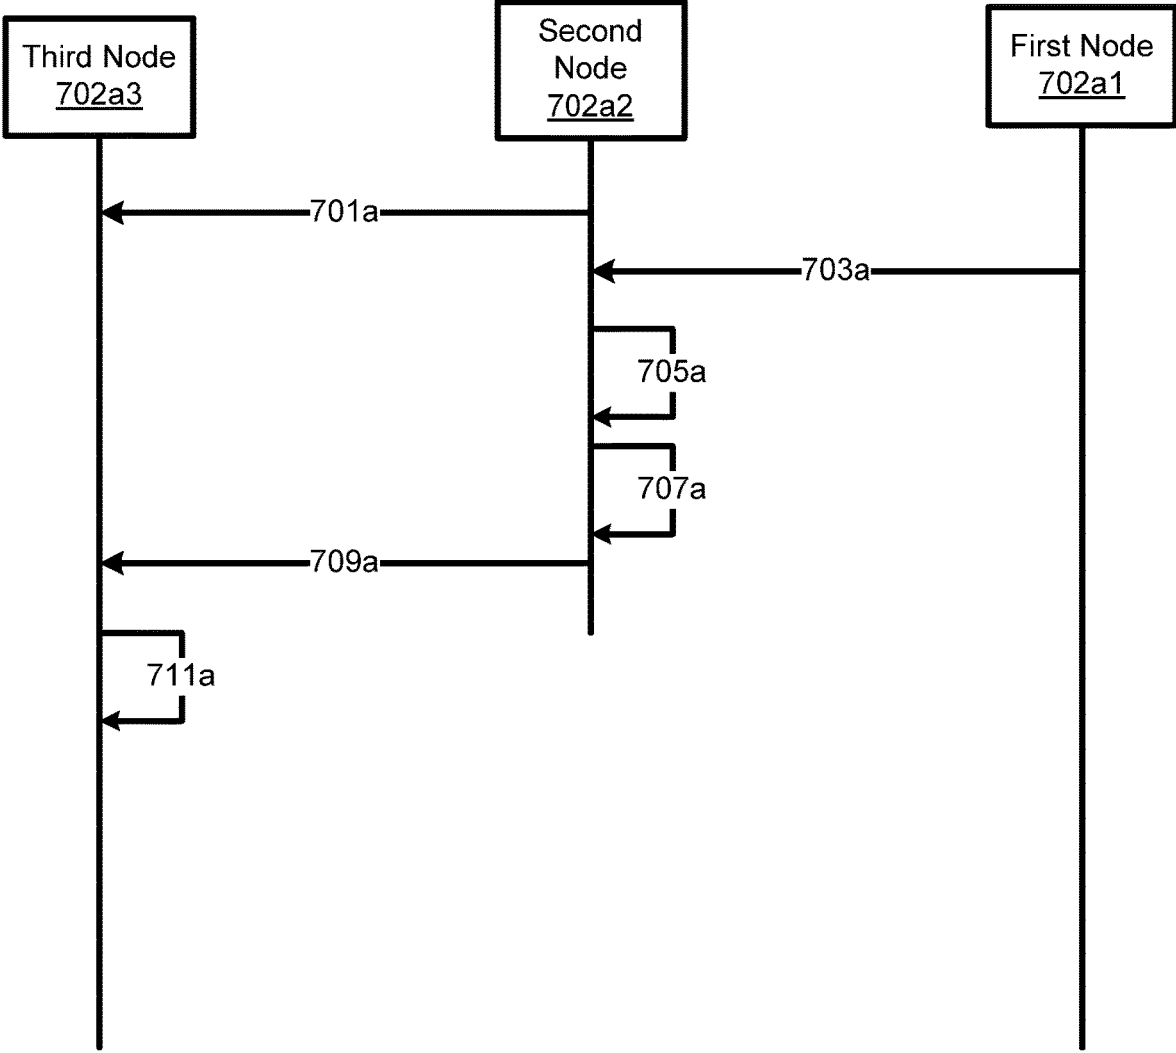 Third Node
702a3
Second
Node
702a2
First Node
702a1
701a
703a
705a
707a
709a
711a